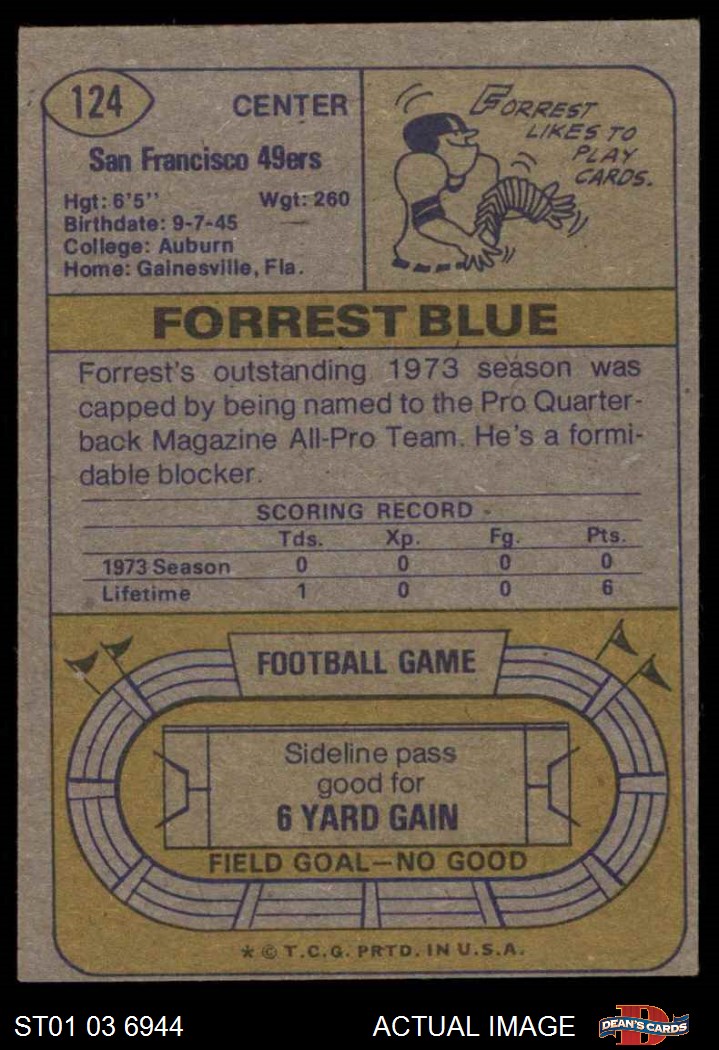 124
CENTER
San Francisco 49ers
Hgt: 6'5''  Wgt: 260
Birthdate: 9-7-45
College: Auburn
Home: Gainesville, Fla.
FORREST
LIKES TO
PLAY
CARDS.
FORREST BLUE
Forrest's outstanding 1973 season was
capped by being named to the Pro Quarter-
back Magazine All-Pro Team. He's a formi-
dable blocker.
SCORING RECORD
Tds. Xp. Fg. Pts.
1973 Season 0 0 0 0
Lifetime 1 0 0 6
FOOTBALL GAME
Sideline pass
good for
6 YARD GAIN
FIELD GOAL—NO GOOD
* © T.C.G. PRTD. IN U.S.A.
ST01 03 6944
ACTUAL IMAGE
D
DEAN'S CARDS